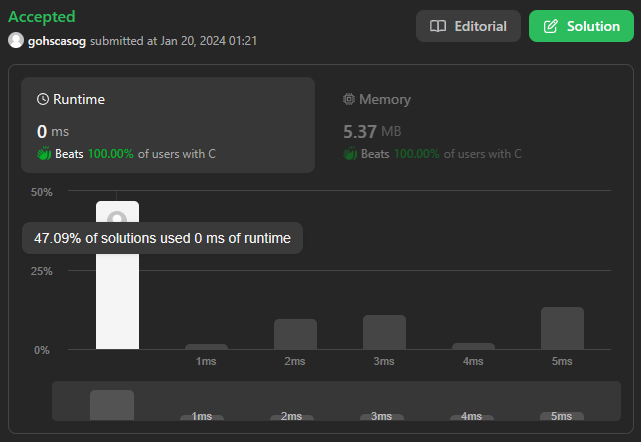 Accepted
gohscasog submitted at Jan 20, 2024 01:21
Editorial
Solution
Runtime
0 ms
Beats 100.00% of users with C
Memory
5.37 MB
Beats 100.00% of users with C
50%
47.09% of solutions used 0 ms of runtime
25%
0%
1ms 2ms 3ms 4ms 5ms
1ms 2ms 3ms 4ms 5ms